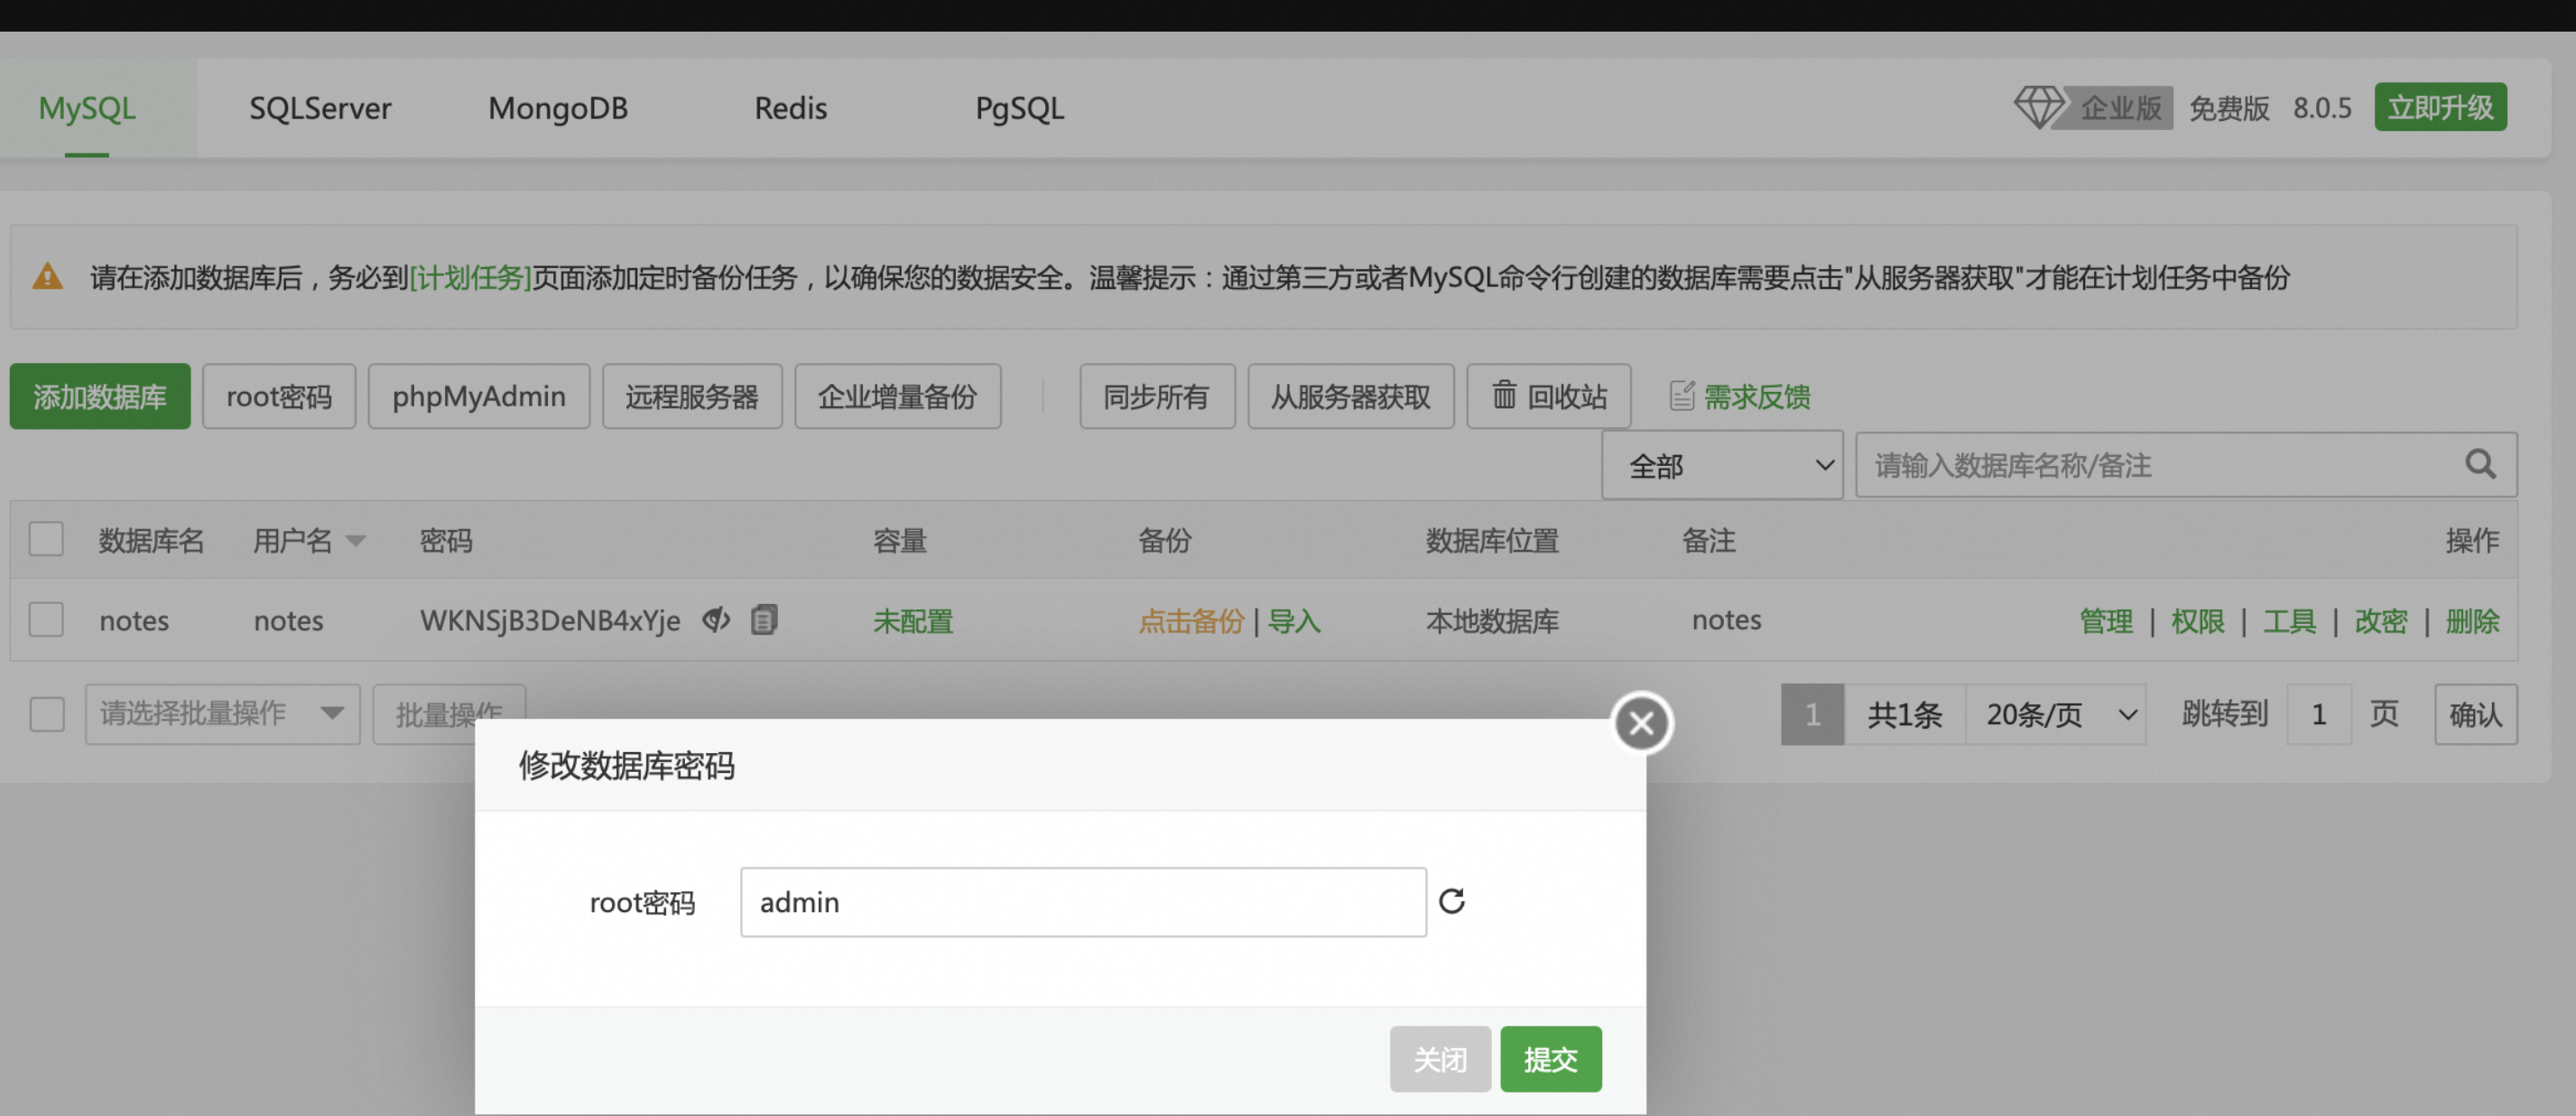 MySQL SQLServer MongoDB Redis PgSQL 企业版 免费版 8.0.5 立即升级
请在添加数据库后，务必到[计划任务]页面添加定时备份任务，以确保您的数据安全。温馨提示：通过第三方或者MySQL命令行创建的数据库需要点击"从服务器获取"才能在计划任务中备份
添加数据库 root密码 phpMyAdmin 远程服务器 企业增量备份 同步所有 从服务器获取 回收站 需求反馈
全部 请输入数据库名称/备注
数据库名 用户名 密码 容量 备份 数据库位置 备注 操作
notes notes WKNSjB3DeNB4xYje 未配置 点击备份 | 导入 本地数据库 notes 管理 | 权限 | 工具 | 改密 | 删除
请选择批量操作 批量操作 1 共1条 20条/页 跳转到 1 页 确认
修改数据库密码
root密码 admin
关闭 提交